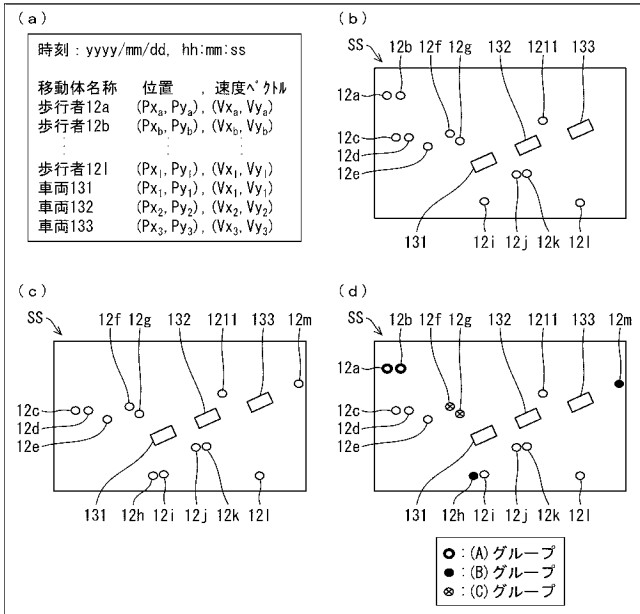 (a)
時刻：yyyy/mm/dd, hh:mm:ss
移動体名称 位置 , 速度ﾍﾞｸﾄﾙ
歩行者12a (Pxa, Pya), (Vxa, Vya)
歩行者12b (Pxb, Pyb), (Vxb, Vyb)
歩行者12l (Pxl, Pyl), (Vxl, Vyl)
車両131 (Px1, Py1), (Vx1, Vy1)
車両132 (Px2, Py2), (Vx2, Vy2)
車両133 (Px3, Py3), (Vx3, Vy3)
(b)
SS 12b 12f 12g 132 1211 133
12a
12c
12d
12e
131 12i 12j 12k 12l
(c)
SS 12f 12g 132 1211 133 12m
12c
12d
12e
131 12h 12i 12j 12k 12l
(d)
SS 12b 12f 12g 132 1211 133 12m
12a
12c
12d
12e
131 12h 12i 12j 12k 12l
：(A)グループ
：(B)グループ
：(C)グループ